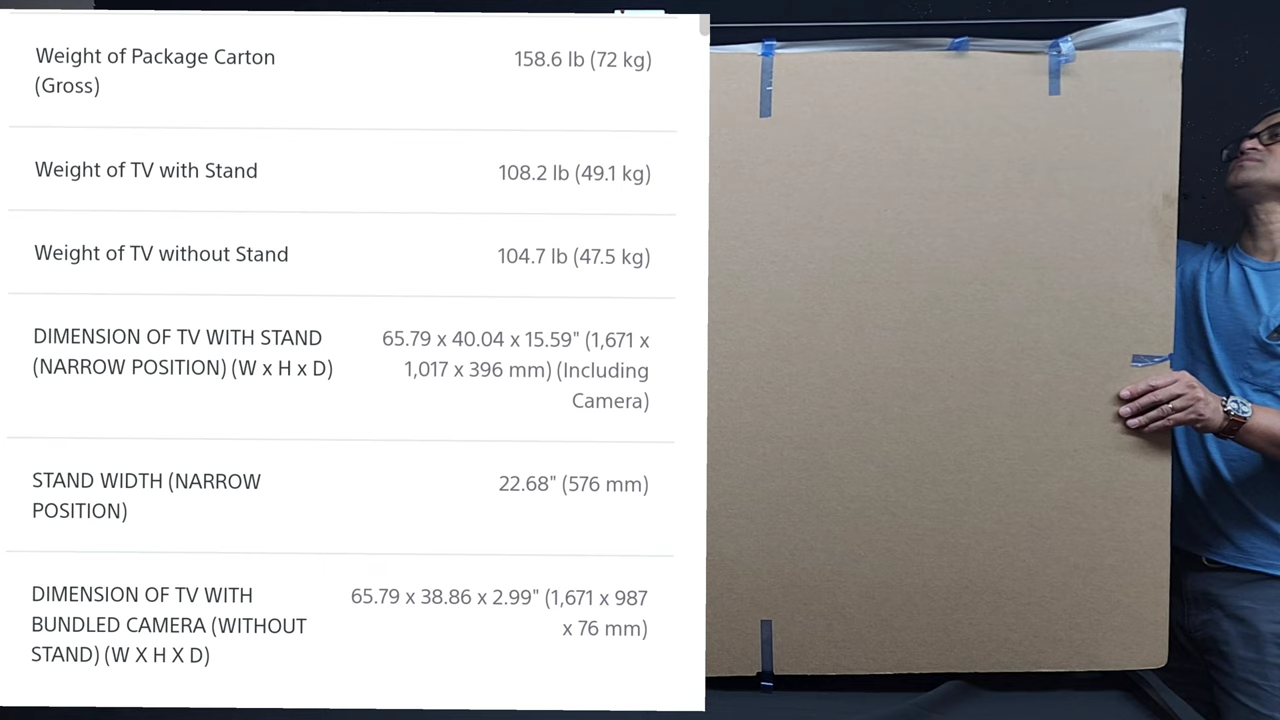 Weight of Package Carton
(Gross)
158.6 lb (72 kg)
Weight of TV with Stand
108.2 lb (49.1 kg)
Weight of TV without Stand
104.7 lb (47.5 kg)
DIMENSION OF TV WITH STAND
(NARROW POSITION) (W x H x D)
65.79 x 40.04 x 15.59" (1,671 x
1,017 x 396 mm) (Including
Camera)
STAND WIDTH (NARROW
POSITION)
22.68" (576 mm)
DIMENSION OF TV WITH
BUNDLED CAMERA (WITHOUT
STAND) (W X H X D)
65.79 x 38.86 x 2.99" (1,671 x 987
x 76 mm)